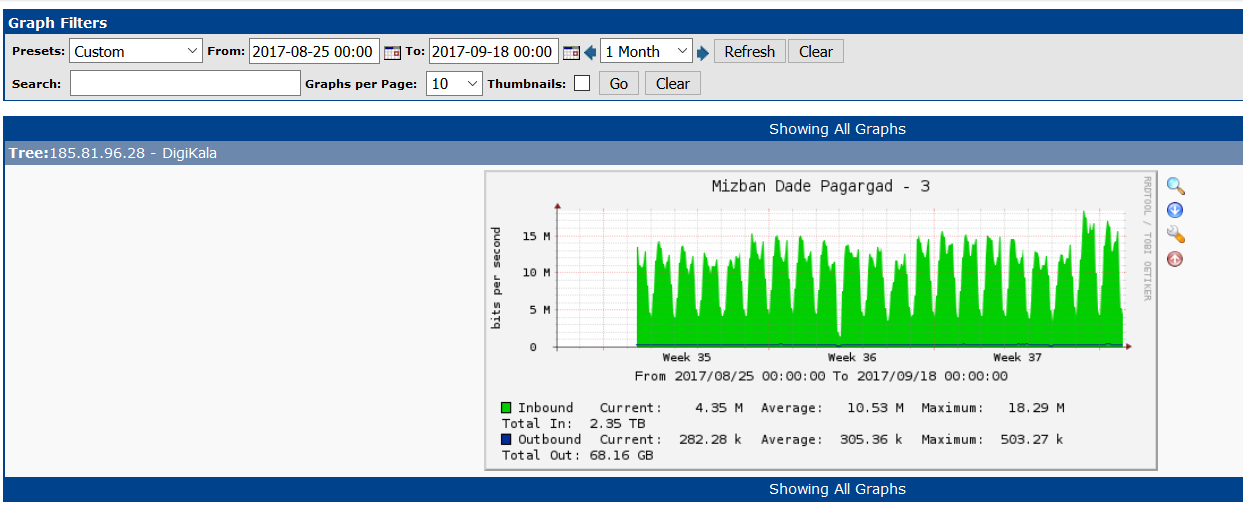 Graph Filters
Presets: Custom From: 2017-08-25 00:00 To: 2017-09-18 00:00 1 Month Refresh Clear
Search: Graphs per Page: 10 Thumbnails: Go Clear
Showing All Graphs
Tree:185.81.96.28 - DigiKala
Mizban Dade Pagargad - 3
RRDTOOL / TOBI OETIKER
bits per second
15 M
10 M
5 M
0
Week 35 Week 36 Week 37
From 2017/08/25 00:00:00 To 2017/09/18 00:00:00
Inbound Current: 4.35 M Average: 10.53 M Maximum: 18.29 M
Total In: 2.35 TB
Outbound Current: 282.28 k Average: 305.36 k Maximum: 503.27 k
Total Out: 68.16 GB
Showing All Graphs